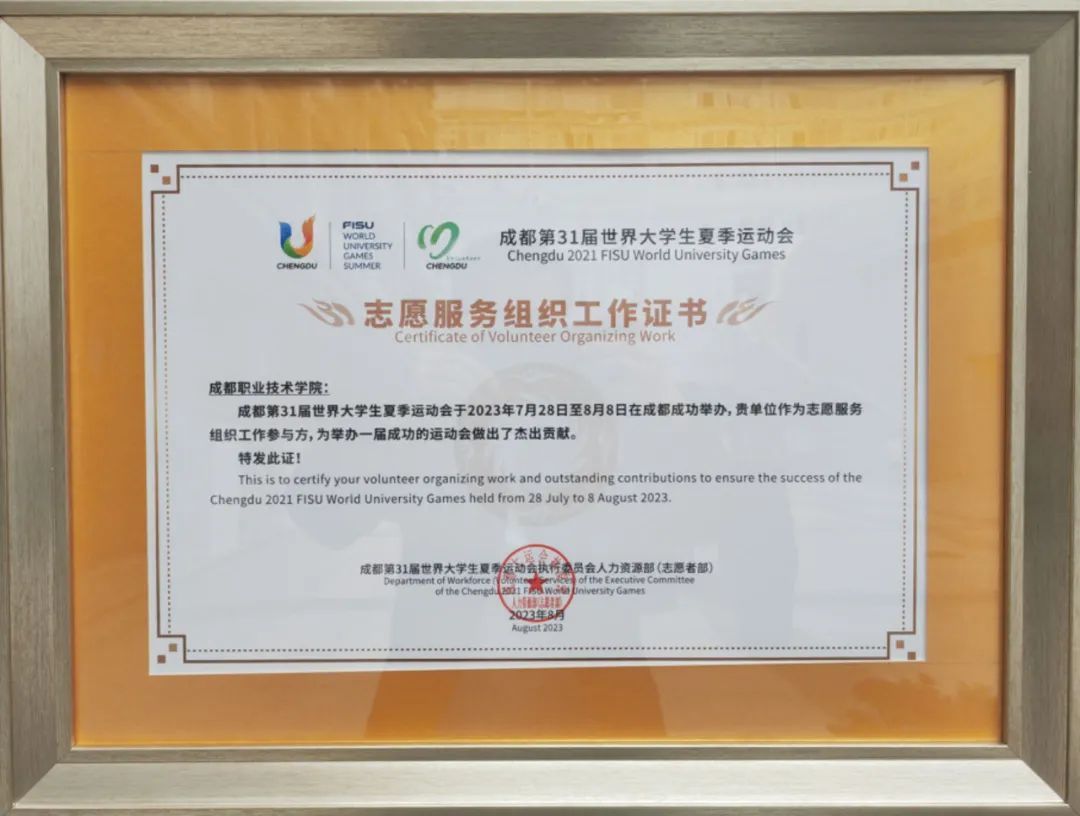 CHENGDU
FISU
WORLD
UNIVERSITY
GAMES
SUMMER
Volunteer
CHENGDU
成都第31届世界大学生夏季运动会
Chengdu 2021 FISU World University Games
志愿服务组织工作证书
Certificate of Volunteer Organizing Work
成都职业技术学院：
成都第31届世界大学生夏季运动会于2023年7月28日至8月8日在成都成功举办，贵单位作为志愿服务
组织工作参与方，为举办一届成功的运动会做出了杰出贡献。
特发此证！
This is to certify your volunteer organizing work and outstanding contributions to ensure the success of the
Chengdu 2021 FISU World University Games held from 28 July to 8 August 2023.
成都第31届世界大学生夏季运动会执行委员会人力资源部（志愿者部）
Department of Workforce (Volunteer Services) of the Executive Committee
of the Chengdu 2021 FISU World University Games
人力资源部(志愿者部)
2023年8月
August 2023